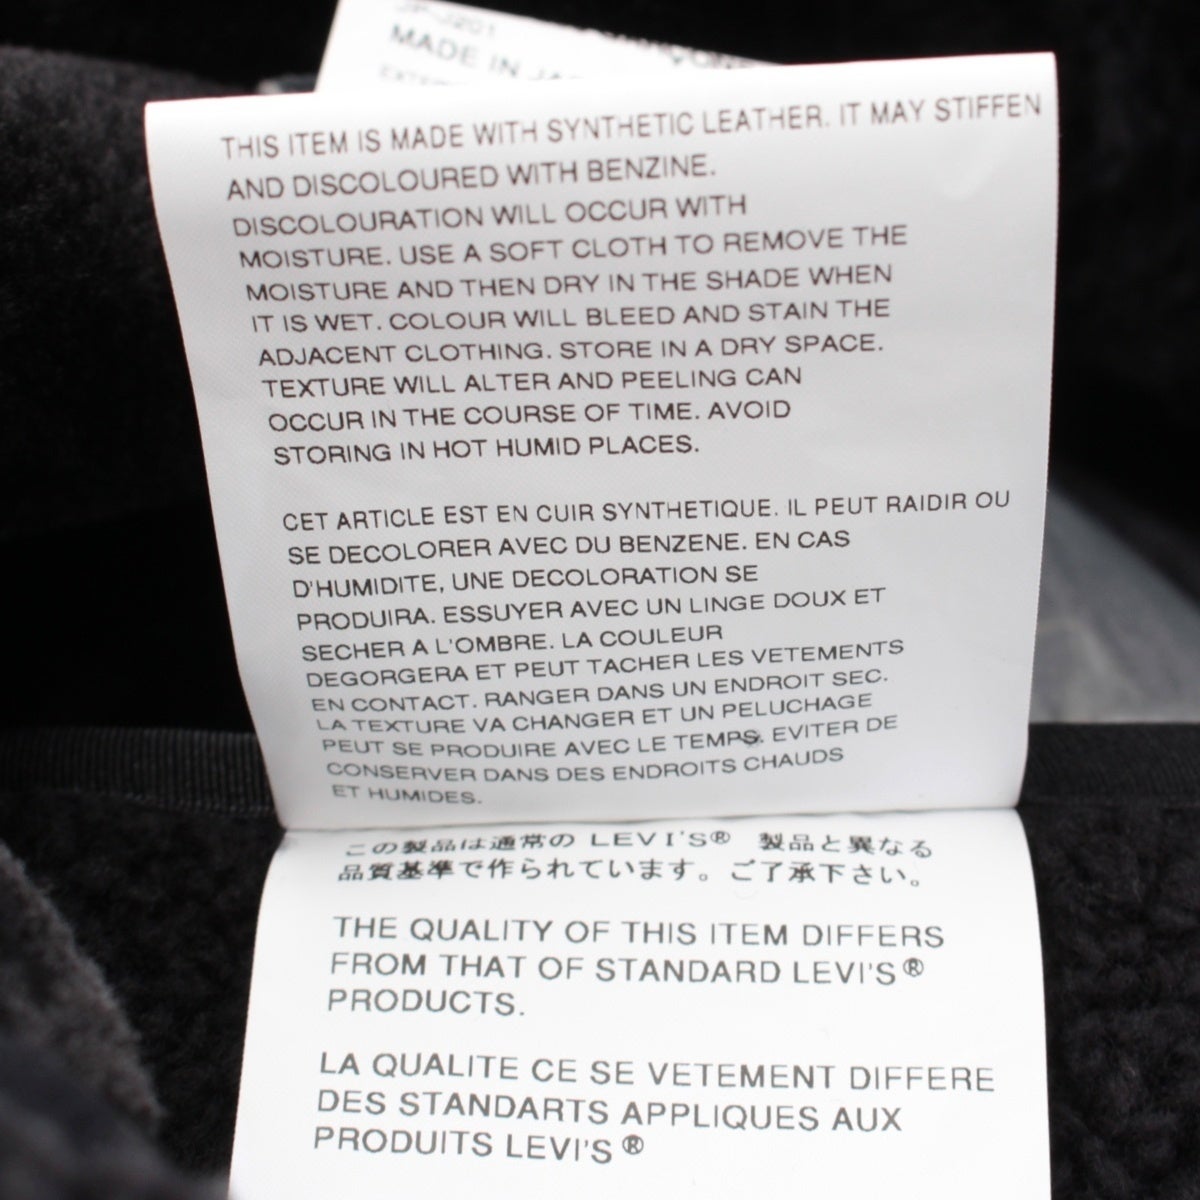 MADE IN
THIS ITEM IS MADE WITH SYNTHETIC LEATHER. IT MAY STIFFEN
AND DISCOLOURED WITH BENZINE.
DISCOLOURATION WILL OCCUR WITH
MOISTURE. USE A SOFT CLOTH TO REMOVE THE
MOISTURE AND THEN DRY IN THE SHADE WHEN
IT IS WET. COLOUR WILL BLEED AND STAIN THE
ADJACENT CLOTHING. STORE IN A DRY SPACE.
TEXTURE WILL ALTER AND PEELING CAN
OCCUR IN THE COURSE OF TIME. AVOID
STORING IN HOT HUMID PLACES.
CET ARTICLE EST EN CUIR SYNTHETIQUE. IL PEUT RAIDIR OU
SE DECOLORER AVEC DU BENZENE. EN CAS
D'HUMIDITE, UNE DECOLORATION SE
PRODUIRA. ESSUYER AVEC UN LINGE DOUX ET
SECHER A L'OMBRE. LA COULEUR
DEGORGERA ET PEUT TACHER LES VETEMENTS
EN CONTACT. RANGER DANS UN ENDROIT SEC.
LA TEXTURE VA CHANGER ET UN PELUCHAGE
PEUT SE PRODUIRE AVEC LE TEMPS. EVITER DE
CONSERVER DANS DES ENDROITS CHAUDS
ET HUMIDES.
この製品は通常の LEVI'S® 製品と異なる
品質基準で作られています。ご了承下さい。
THE QUALITY OF THIS ITEM DIFFERS
FROM THAT OF STANDARD LEVI'S®
PRODUCTS.
LA QUALITE CE SE VETEMENT DIFFERE
DES STANDARTS APPLIQUES AUX
PRODUITS LEVI'S®